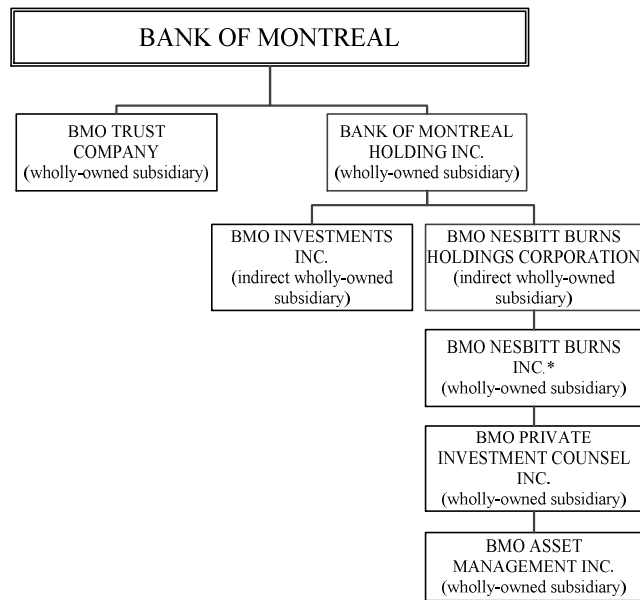 BANK OF MONTREAL
BMO TRUST
COMPANY
(wholly-owned subsidiary)
BANK OF MONTREAL
HOLDING INC.
(wholly-owned subsidiary)
BMO INVESTMENTS
INC.
(indirect wholly-owned
subsidiary)
BMO NESBITT BURNS
HOLDINGS CORPORATION
(indirect wholly-owned
subsidiary)
BMO NESBITT BURNS
INC.*
(wholly-owned subsidiary)
BMO PRIVATE
INVESTMENT COUNSEL
INC.
(wholly-owned subsidiary)
BMO ASSET
MANAGEMENT INC.
(wholly-owned subsidiary)